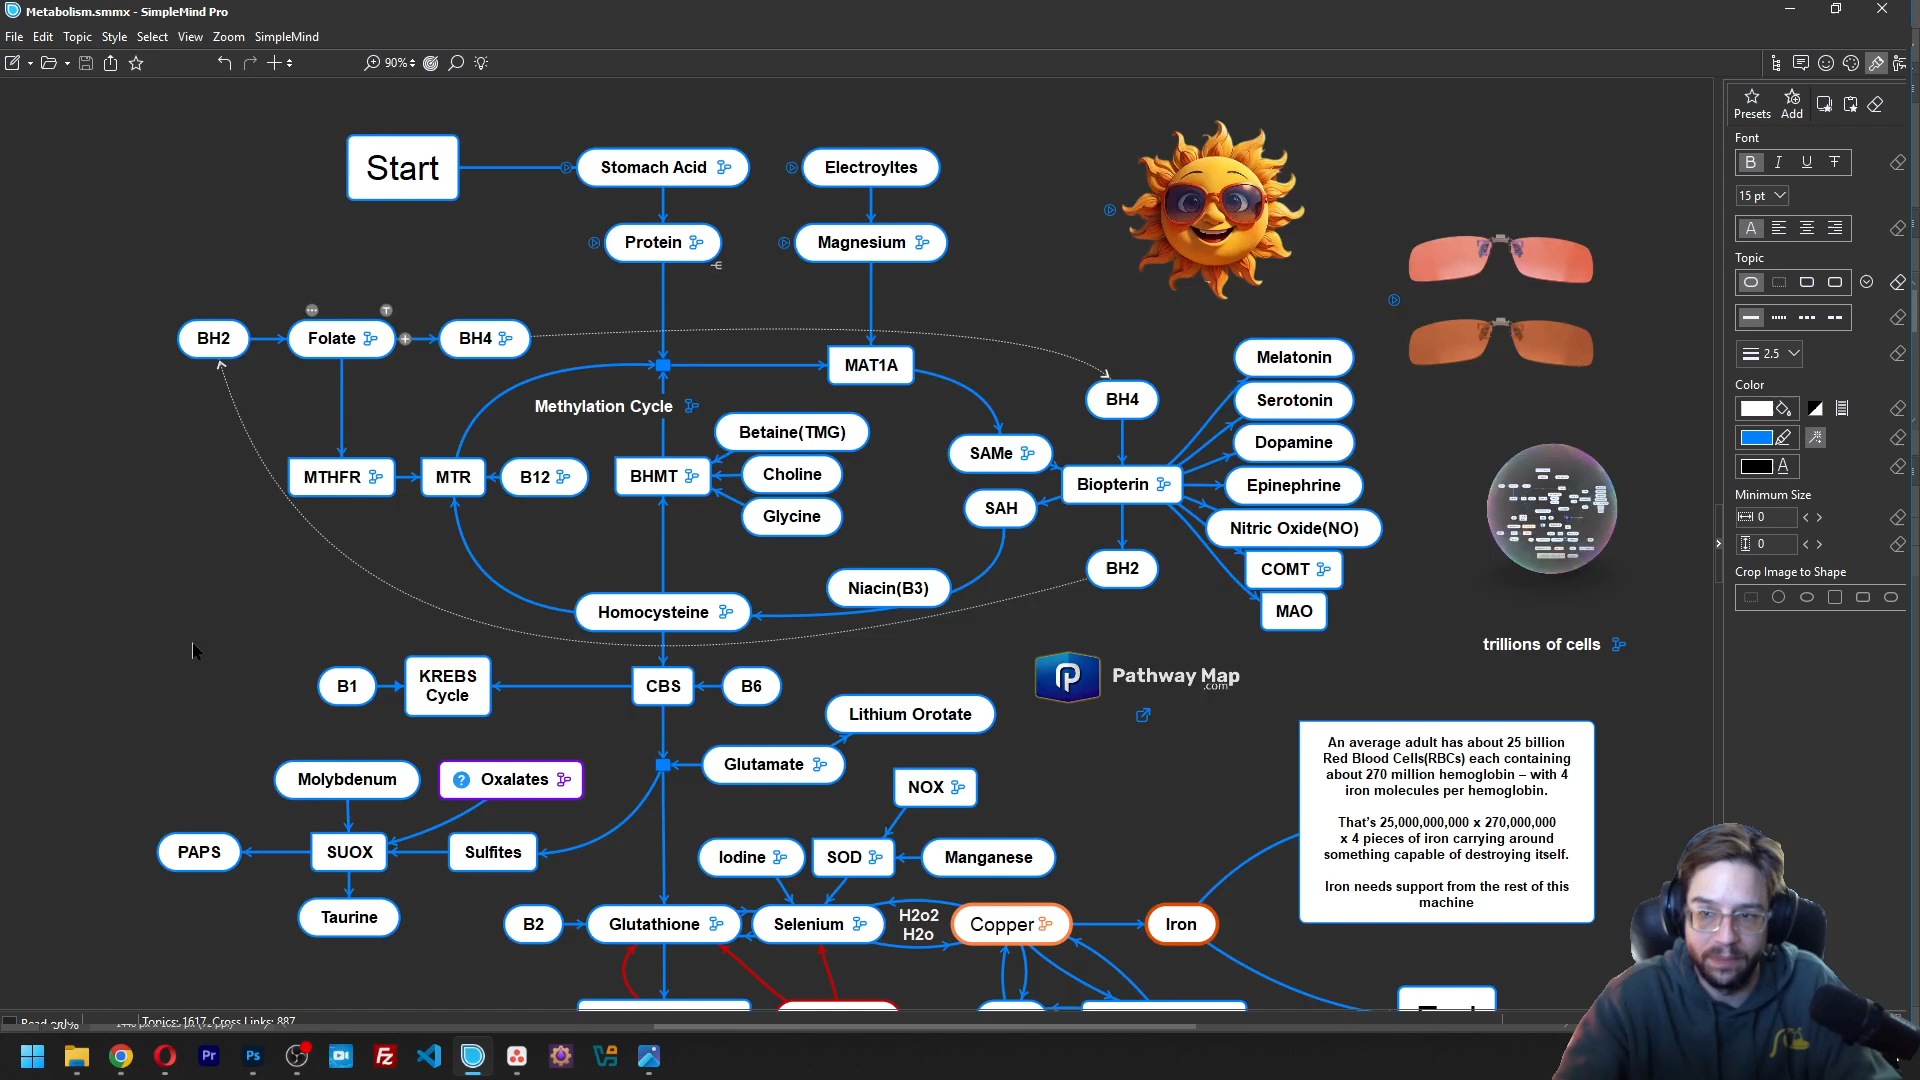 Metabolism.smmx - SimpleMind Pro
File Edit Topic Style Select View Zoom SimpleMind
90%
Presets Add
Font
B I U T
15 pt
A
Topic
2.5
Color
A
Minimum Size
0
0
Crop Image to Shape
Start
Stomach Acid
Electroyltes
Protein
Magnesium
BH2
Folate
BH4
MAT1A
Methylation Cycle
Betaine(TMG)
Choline
Glycine
MTHFR
MTR
B12
BHMT
SAMe
SAH
BH4
Biopterin
BH2
Melatonin
Serotonin
Dopamine
Epinephrine
Nitric Oxide(NO)
COMT
MAO
Niacin(B3)
Homocysteine
B1
KREBS
Cycle
CBS
B6
Pathway Map
.com
trillions of cells
Lithium Orotate
Glutamate
Molybdenum
? Oxalates
NOX
PAPS
SUOX
Sulfites
Iodine
SOD
Manganese
Taurine
B2
Glutathione
Selenium
H2o2
H2o
Copper
Iron
An average adult has about 25 billion
Red Blood Cells(RBCs) each containing
about 270 million hemoglobin – with 4
iron molecules per hemoglobin.
That's 25,000,000,000 x 270,000,000
x 4 pieces of iron carrying around
something capable of destroying itself.
Iron needs support from the rest of this
machine
Topics: 1617, Cross Links: 887
Pr
Ps
Fz